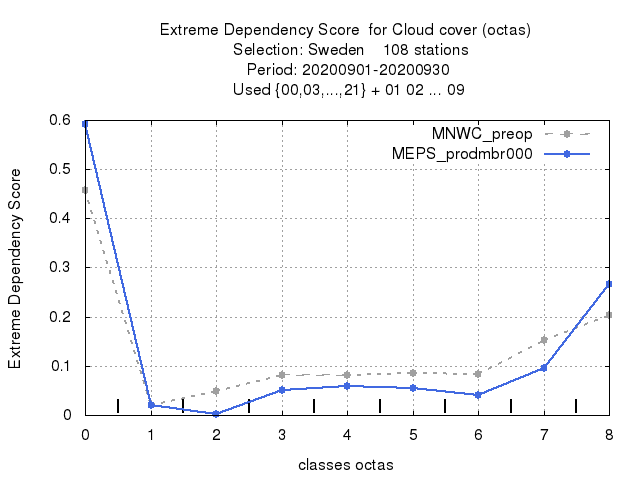 Extreme Dependency Score  for Cloud cover (octas)
Selection: Sweden    108 stations
Period: 20200901-20200930
Used {00,03,...,21} + 01 02 ... 09
MNWC_preop
MEPS_prodmbr000
Extreme Dependency Score
0.6
0.5
0.4
0.3
0.2
0.1
0
0 1 2 3 4 5 6 7 8
classes octas